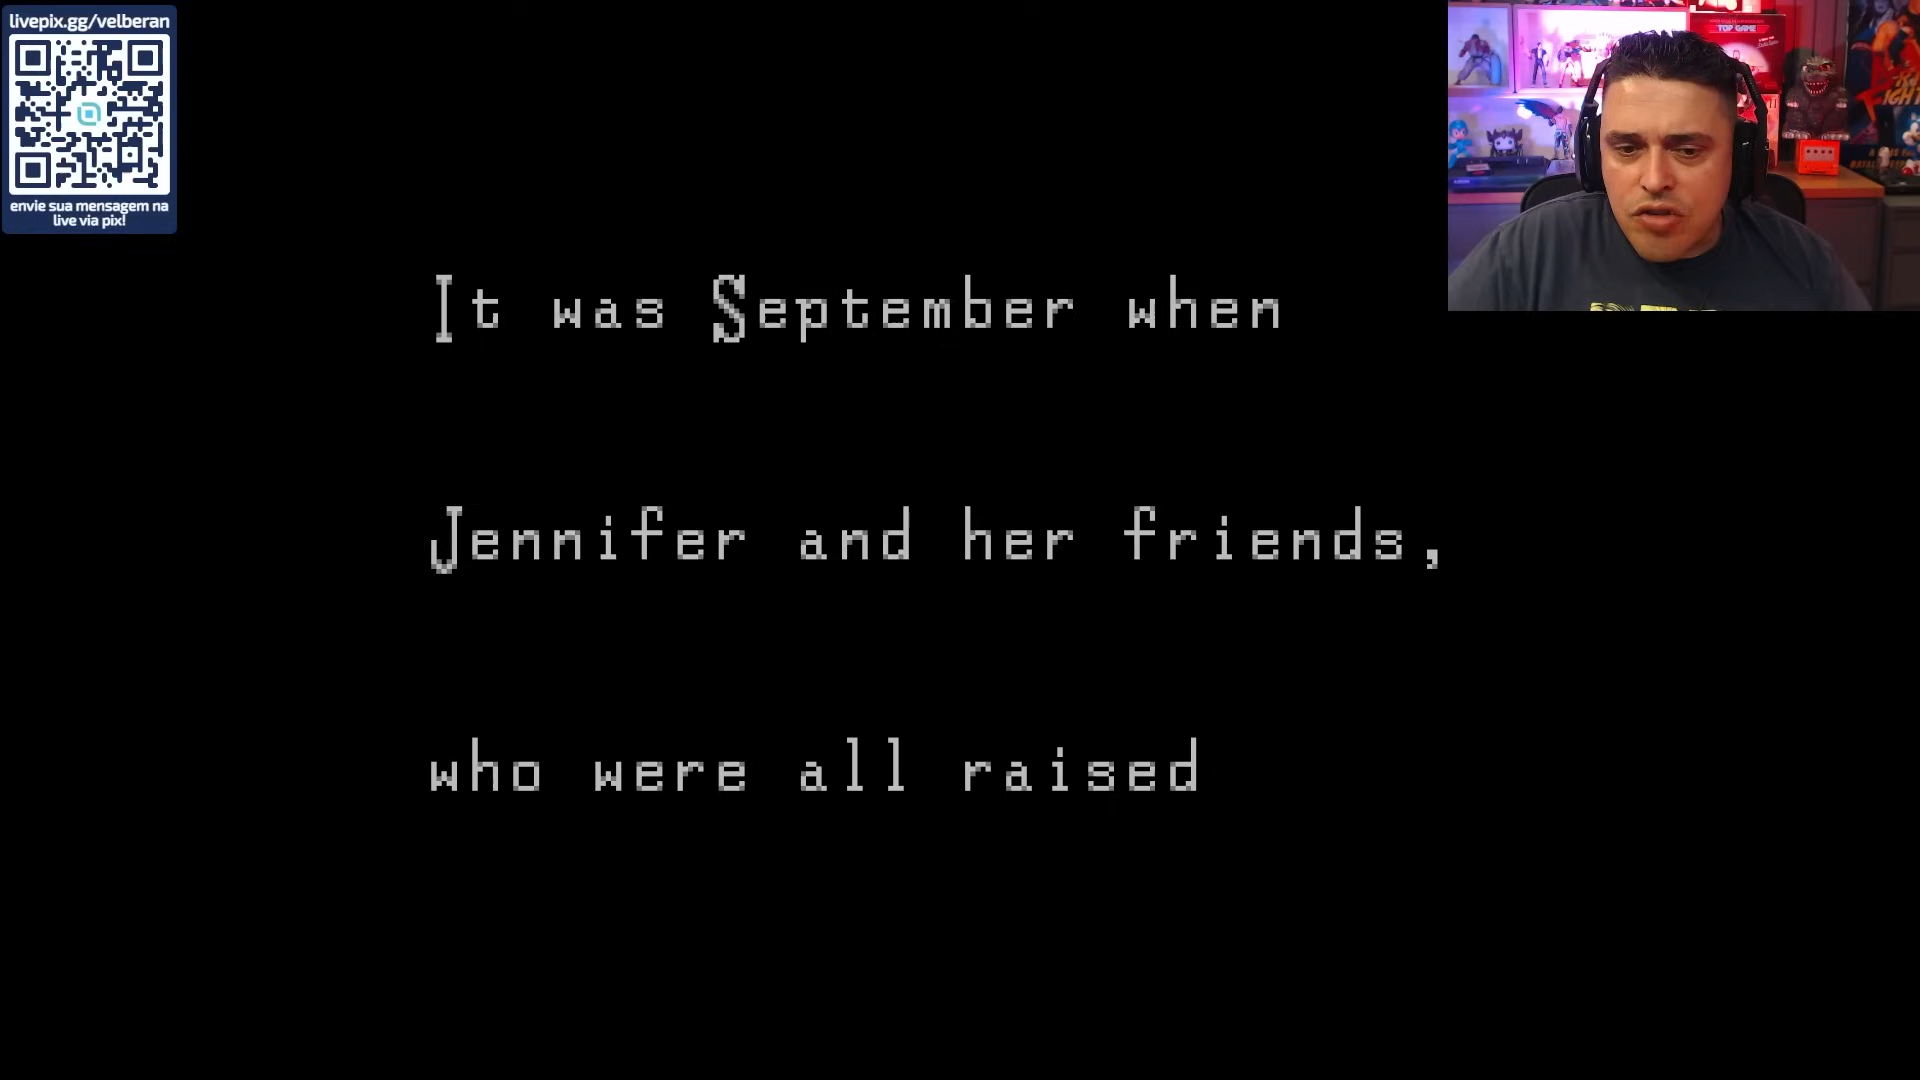 livepix.gg/velberan
envie sua mensagem na
live via pix!
TOP GAME
It was September when
Jennifer and her friends,
who were all raised